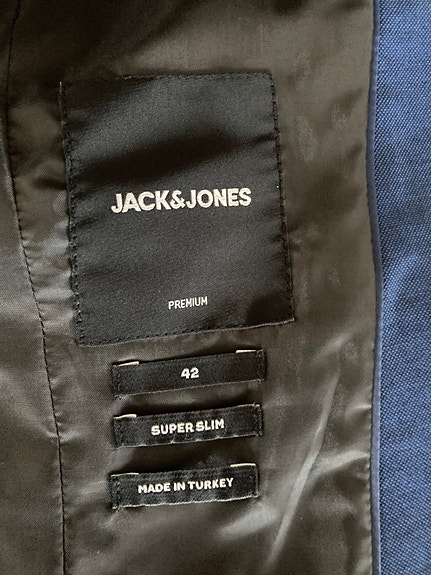 JACK&JONES
PREMIUM
42
SUPER SLIM
MADE IN TURKEY